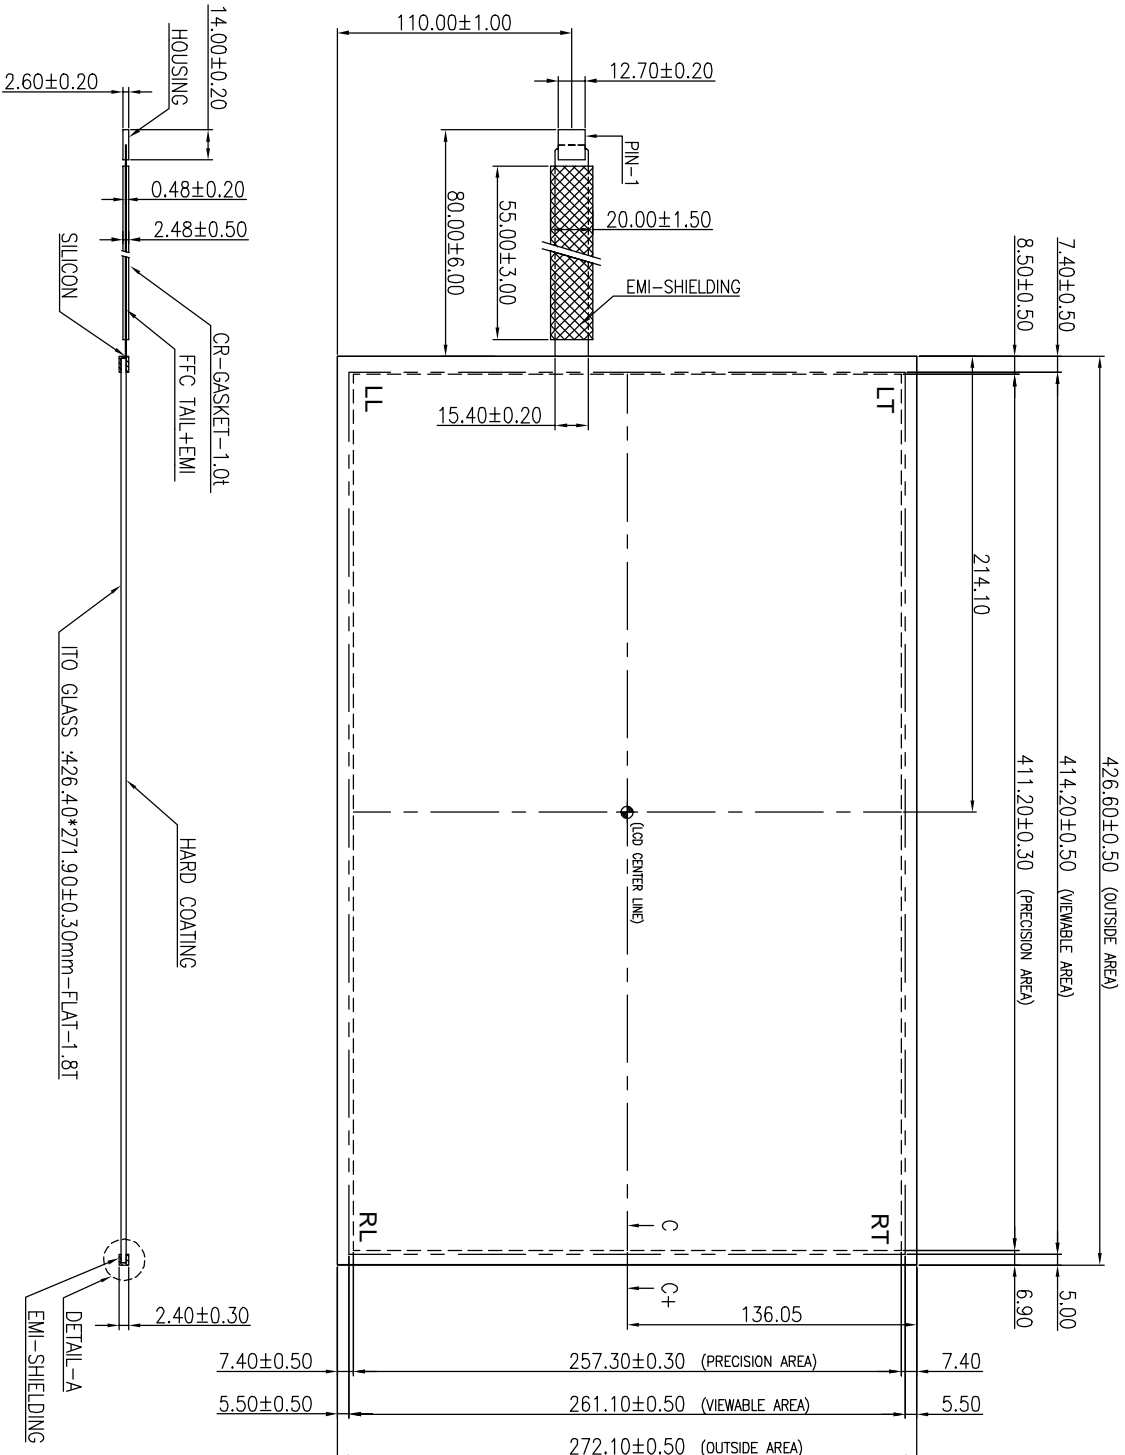 110.00±1.00
12.70±0.20
PIN-1
20.00±1.50
EMI-SHIELDING
80.00±6.00
55.00±3.00
15.40±0.20
14.00±0.20
HOUSING
2.60±0.20
0.48±0.20
2.48±0.50
SILICON
CR-GASKET-1.0t
FFC TAIL+EMI
ITO GLASS :426.40*271.90±0.30mm-FLAT-1.8T
HARD COATING
2.40±0.30
DETAIL-A
EMI-SHIELDING
7.40±0.50
8.50±0.50
214.10
426.60±0.50 (OUTSIDE AREA)
414.20±0.50 (VIEWABLE AREA)
411.20±0.30 (PRECISION AREA)
5.00
6.90
LL
LT
RL
RT
(LCD CENTER LINE)
C
C+
136.05
7.40±0.50
257.30±0.30 (PRECISION AREA)
7.40
5.50±0.50
261.10±0.50 (VIEWABLE AREA)
5.50
272.10±0.50 (OUTSIDE AREA)